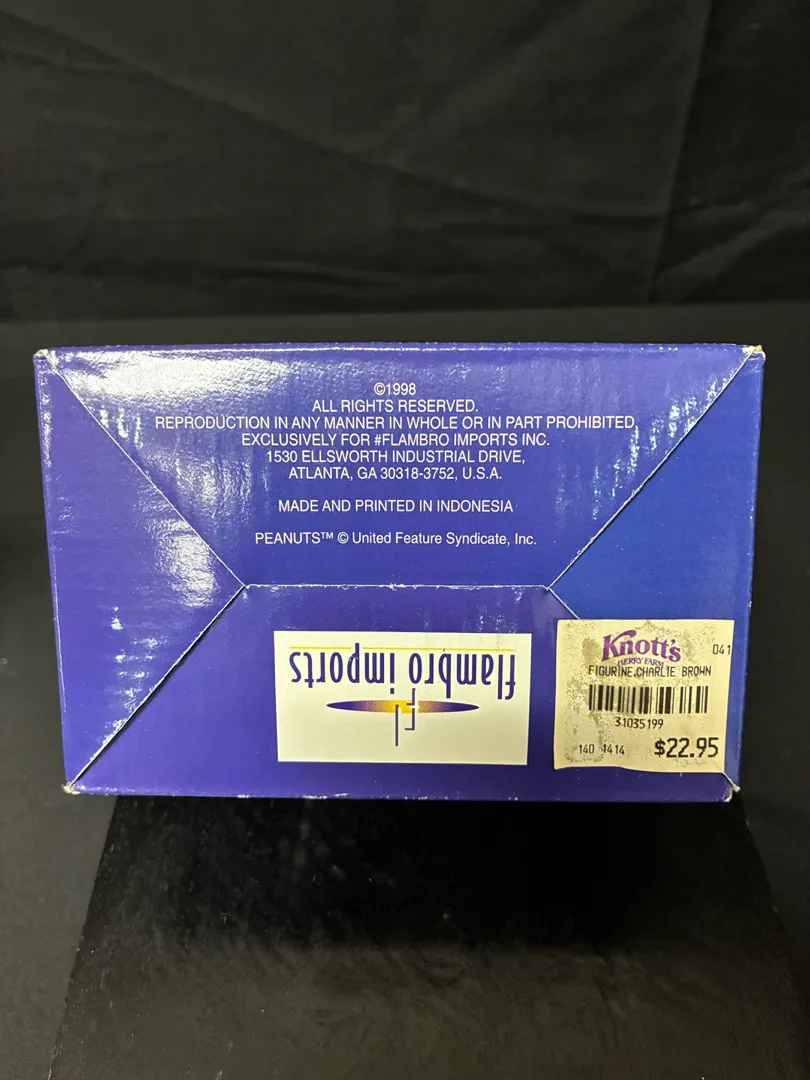 ©1998
ALL RIGHTS RESERVED.
REPRODUCTION IN ANY MANNER IN WHOLE OR IN PART PROHIBITED,
EXCLUSIVELY FOR #FLAMBRO IMPORTS INC.
1530 ELLSWORTH INDUSTRIAL DRIVE,
ATLANTA, GA 30318-3752, U.S.A.
MADE AND PRINTED IN INDONESIA
PEANUTS™ © United Feature Syndicate, Inc.
flambro imports
Knott's 041
BERRY FARM
FIGURINE,CHARLIE BROWN
31035199
140 1414 $22.95